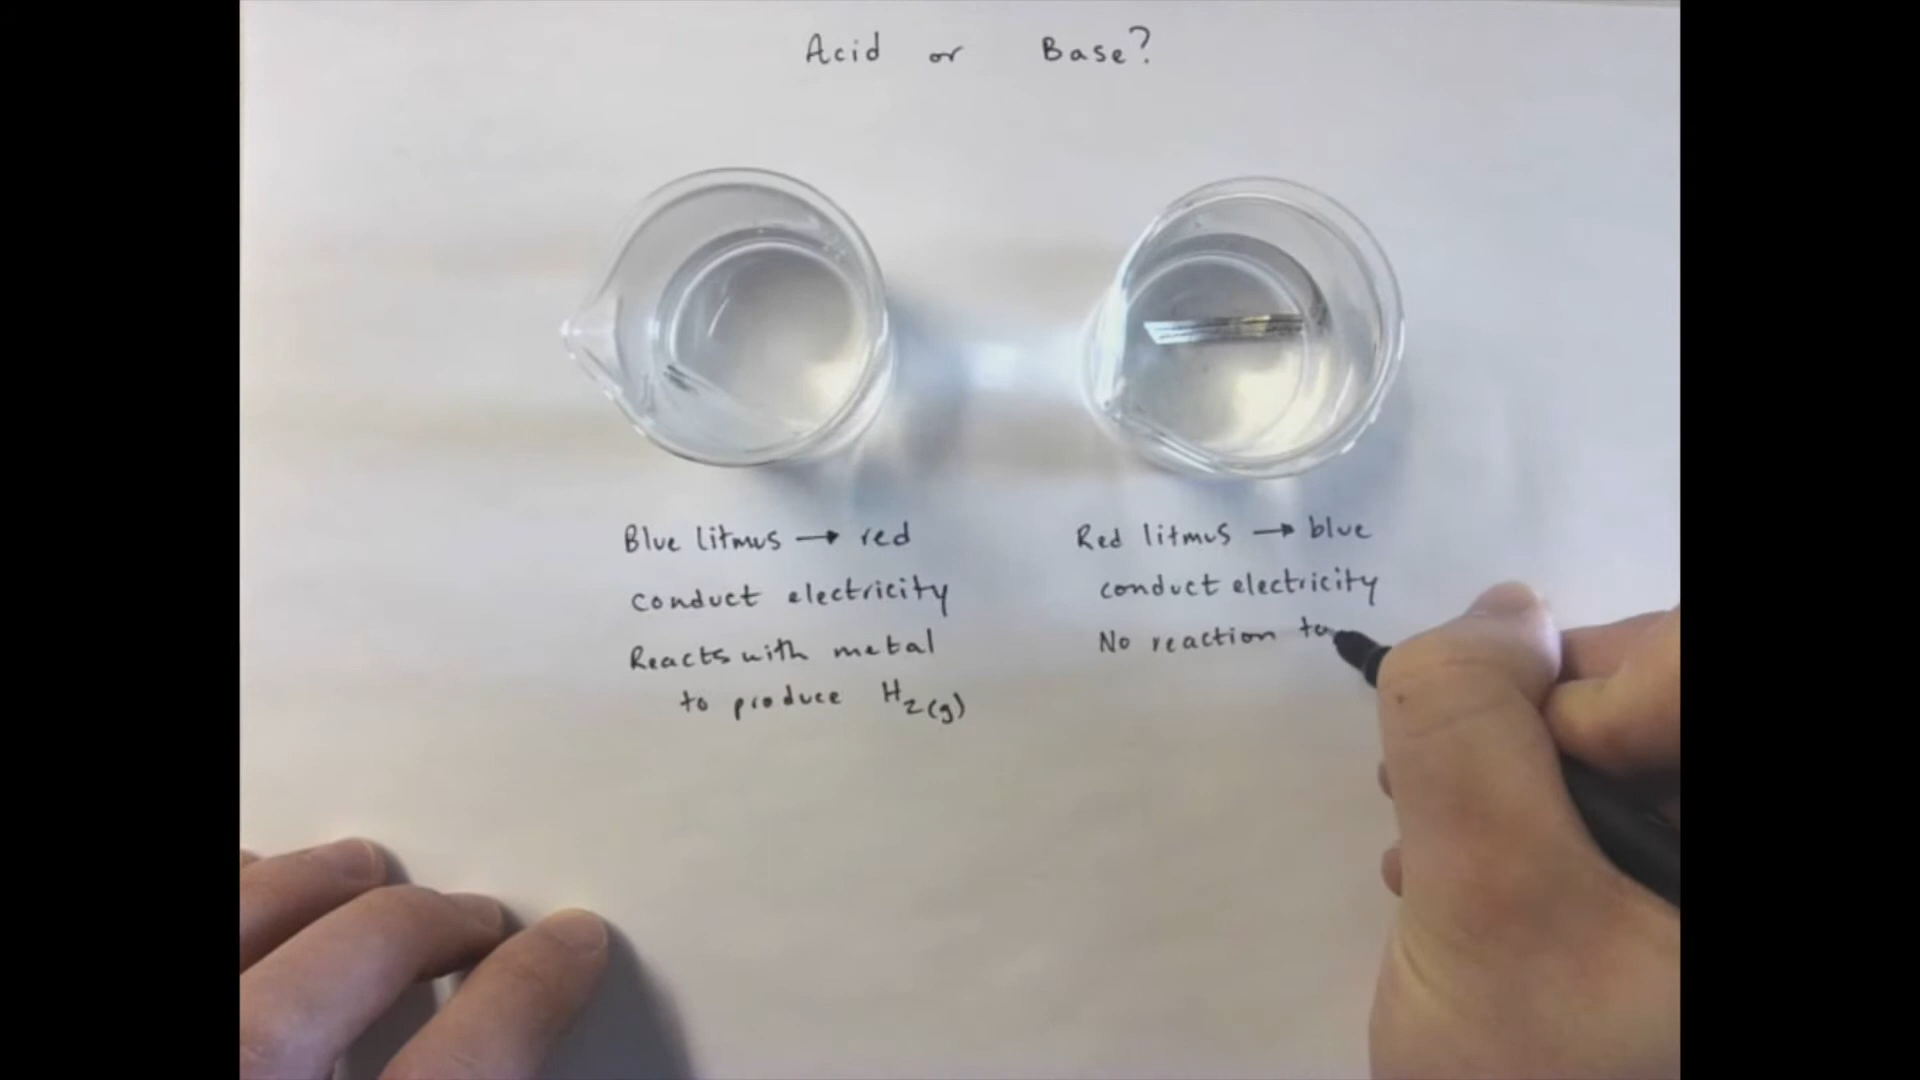 Acid or Base?
Blue litmus → red
conduct electricity
Reacts with metal
to produce H2(g)
Red litmus → blue
conduct electricity
No reaction to